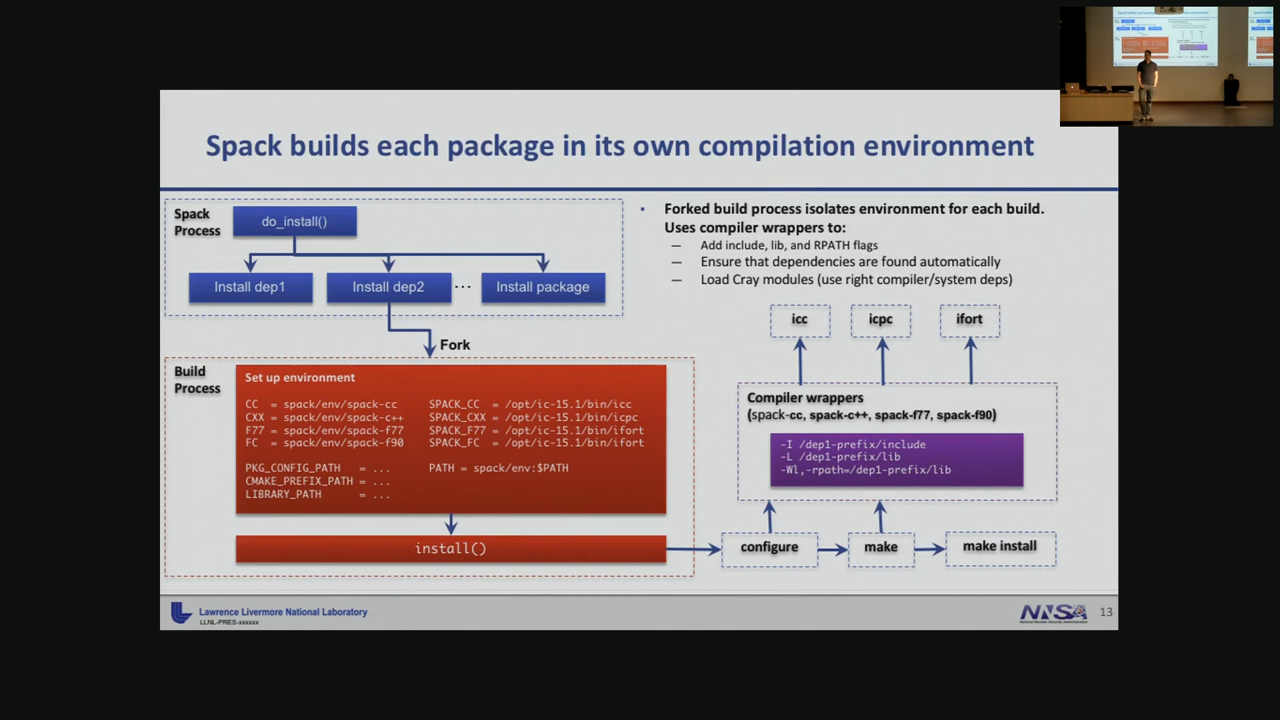 Spack builds each package in its own compilation environment
Spack
Process
do_install()
Install dep1
Install dep2
...
Install package
Fork
Build
Process
Set up environment
CC = spack/env/spack-cc SPACK_CC = /opt/ic-15.1/bin/icc
CXX = spack/env/spack-c++ SPACK_CXX = /opt/ic-15.1/bin/icpc
F77 = spack/env/spack-f77 SPACK_F77 = /opt/ic-15.1/bin/ifort
FC = spack/env/spack-f90 SPACK_FC = /opt/ic-15.1/bin/ifort
PKG_CONFIG_PATH = ... PATH = spack/env:$PATH
CMAKE_PREFIX_PATH = ...
LIBRARY_PATH = ...
install()
• Forked build process isolates environment for each build.
Uses compiler wrappers to:
— Add include, lib, and RPATH flags
— Ensure that dependencies are found automatically
— Load Cray modules (use right compiler/system deps)
icc
icpc
ifort
Compiler wrappers
(spack-cc, spack-c++, spack-f77, spack-f90)
-I /dep1-prefix/include
-L /dep1-prefix/lib
-Wl,-rpath=/dep1-prefix/lib
configure
make
make install
Lawrence Livermore National Laboratory
LLNL-PRES-xxxxxx
NNSA
National Nuclear Security Administration
13